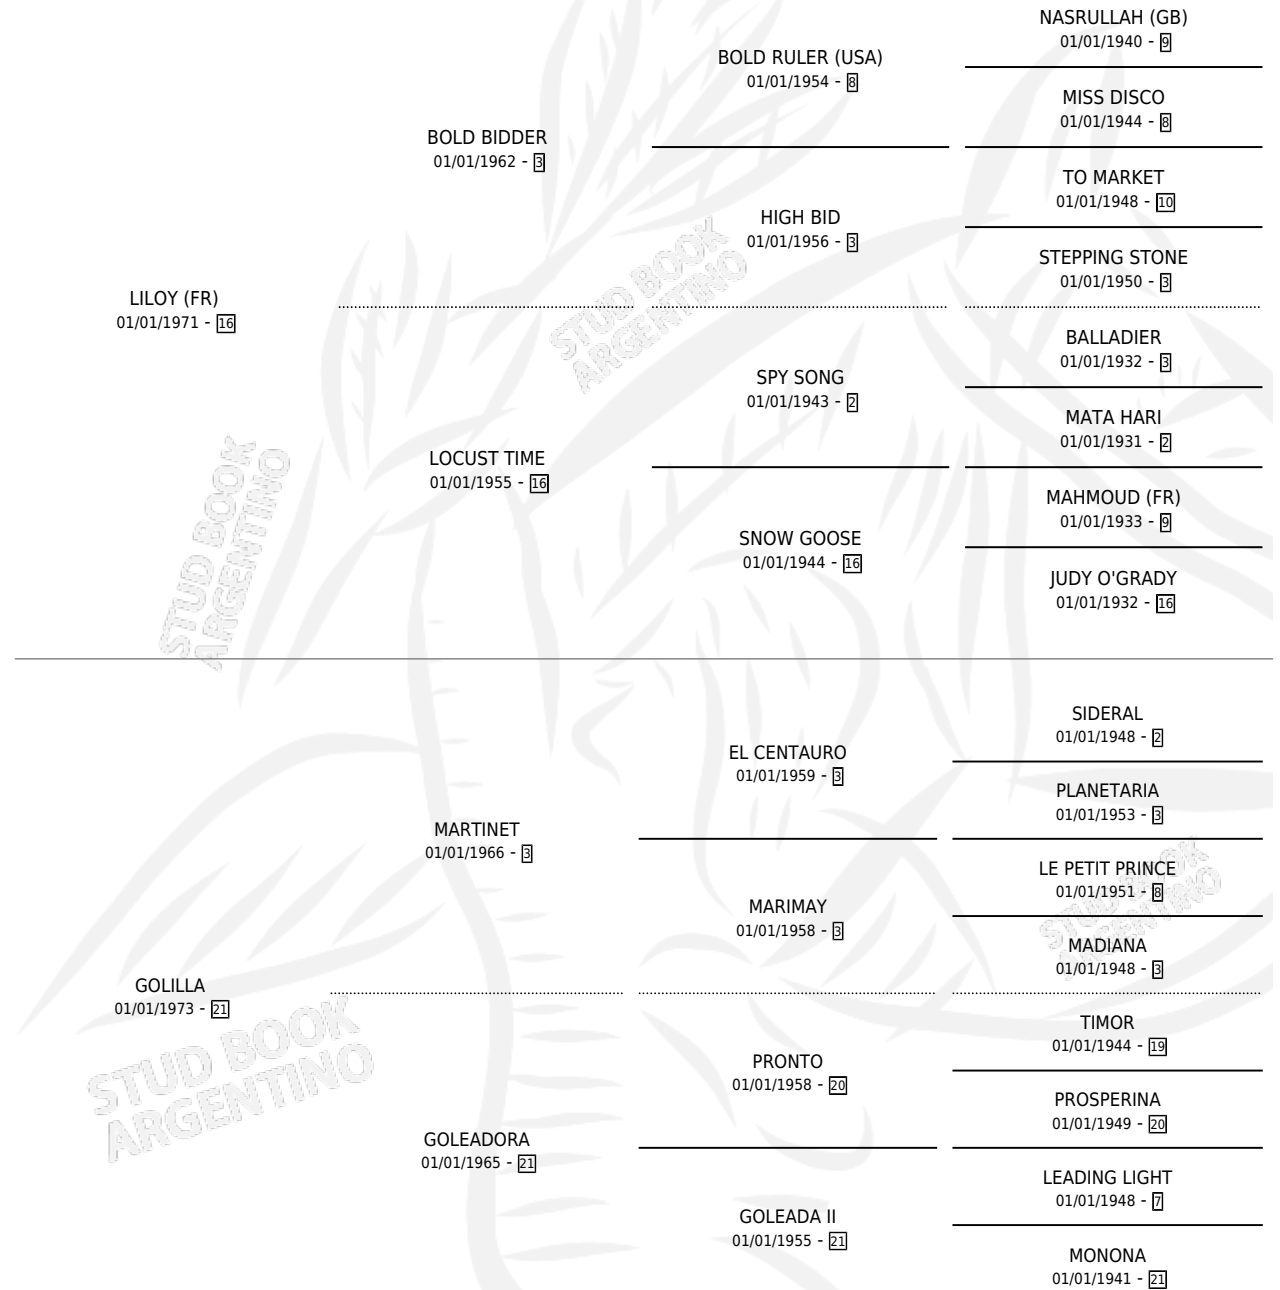 NASRULLAH (GB)
01/01/1940 - 9
BOLD RULER (USA)
01/01/1954 - 8
MISS DISCO
01/01/1944 - 8
BOLD BIDDER
01/01/1962 - 3
TO MARKET
01/01/1948 - 10
HIGH BID
01/01/1956 - 3
STEPPING STONE
01/01/1950 - 3
LILOY (FR)
01/01/1971 - 16
BALLADIER
01/01/1932 - 3
SPY SONG
01/01/1943 - 2
MATA HARI
01/01/1931 - 2
LOCUST TIME
01/01/1955 - 16
MAHMOUD (FR)
01/01/1933 - 9
SNOW GOOSE
01/01/1944 - 16
JUDY O'GRADY
01/01/1932 - 16
STUD BOOK
ARGENTINO
STUD BOOK
ARGENTINO
SIDERAL
01/01/1948 - 2
EL CENTAURO
01/01/1959 - 3
PLANETARIA
01/01/1953 - 3
MARTINET
01/01/1966 - 3
LE PETIT PRINCE
01/01/1951 - 8
MARIMAY
01/01/1958 - 3
MADIANA
01/01/1948 - 3
GOLILLA
01/01/1973 - 21
TIMOR
01/01/1944 - 19
PRONTO
01/01/1958 - 20
PROSPERINA
01/01/1949 - 20
GOLEADORA
01/01/1965 - 21
LEADING LIGHT
01/01/1948 - 7
GOLEADA II
01/01/1955 - 21
MONONA
01/01/1941 - 21
STUD BOOK
ARGENTINO
STUD BOOK
ARGENTINO